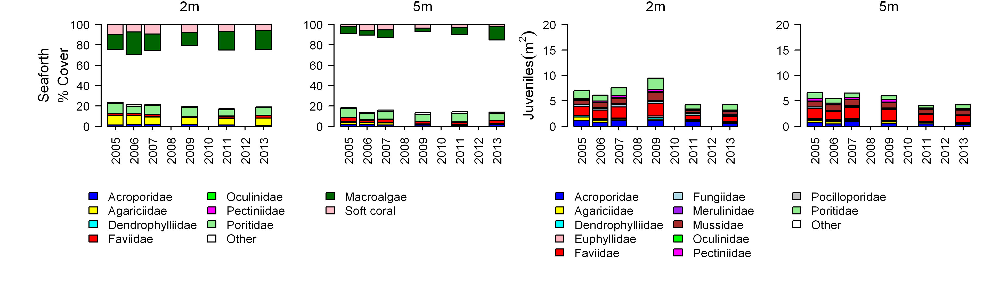 2m
5m
2m
5m
Seaforth
% Cover
100
80
60
40
20
0
2005
2006
2007
2008
2009
2010
2011
2012
2013
100
80
60
40
20
0
2005
2006
2007
2008
2009
2010
2011
2012
2013
Juveniles(m²)
20
15
10
5
0
2005
2006
2007
2008
2009
2010
2011
2012
2013
20
15
10
5
0
2005
2006
2007
2008
2009
2010
2011
2012
2013
Acroporidae
Agariciidae
Dendrophylliidae
Faviidae
Oculinidae
Pectiniidae
Poritidae
Other
Macroalgae
Soft coral
Acroporidae
Agariciidae
Dendrophylliidae
Euphyllidae
Faviidae
Fungiidae
Merulinidae
Mussidae
Oculinidae
Pectiniidae
Pocilloporidae
Poritidae
Other